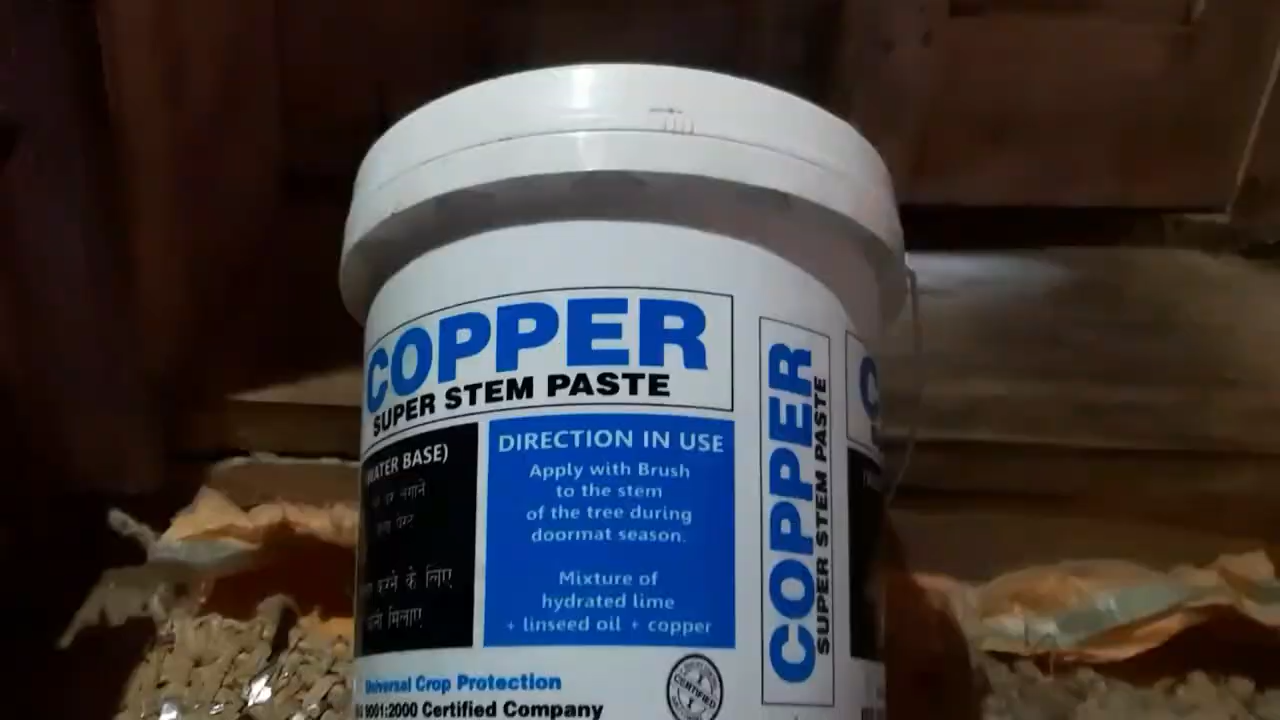 COPPER
SUPER STEM PASTE
WATER BASE)
लगाने
पेस्ट
करने के लिए
मिलाए
DIRECTION IN USE
Apply with Brush
to the stem
of the tree during
doormat season.
Mixture of
hydrated lime
+ linseed oil + copper
Universal Crop Protection
9001:2000 Certified Company
CERTIFIED
COPPER
SUPER STEM PASTE